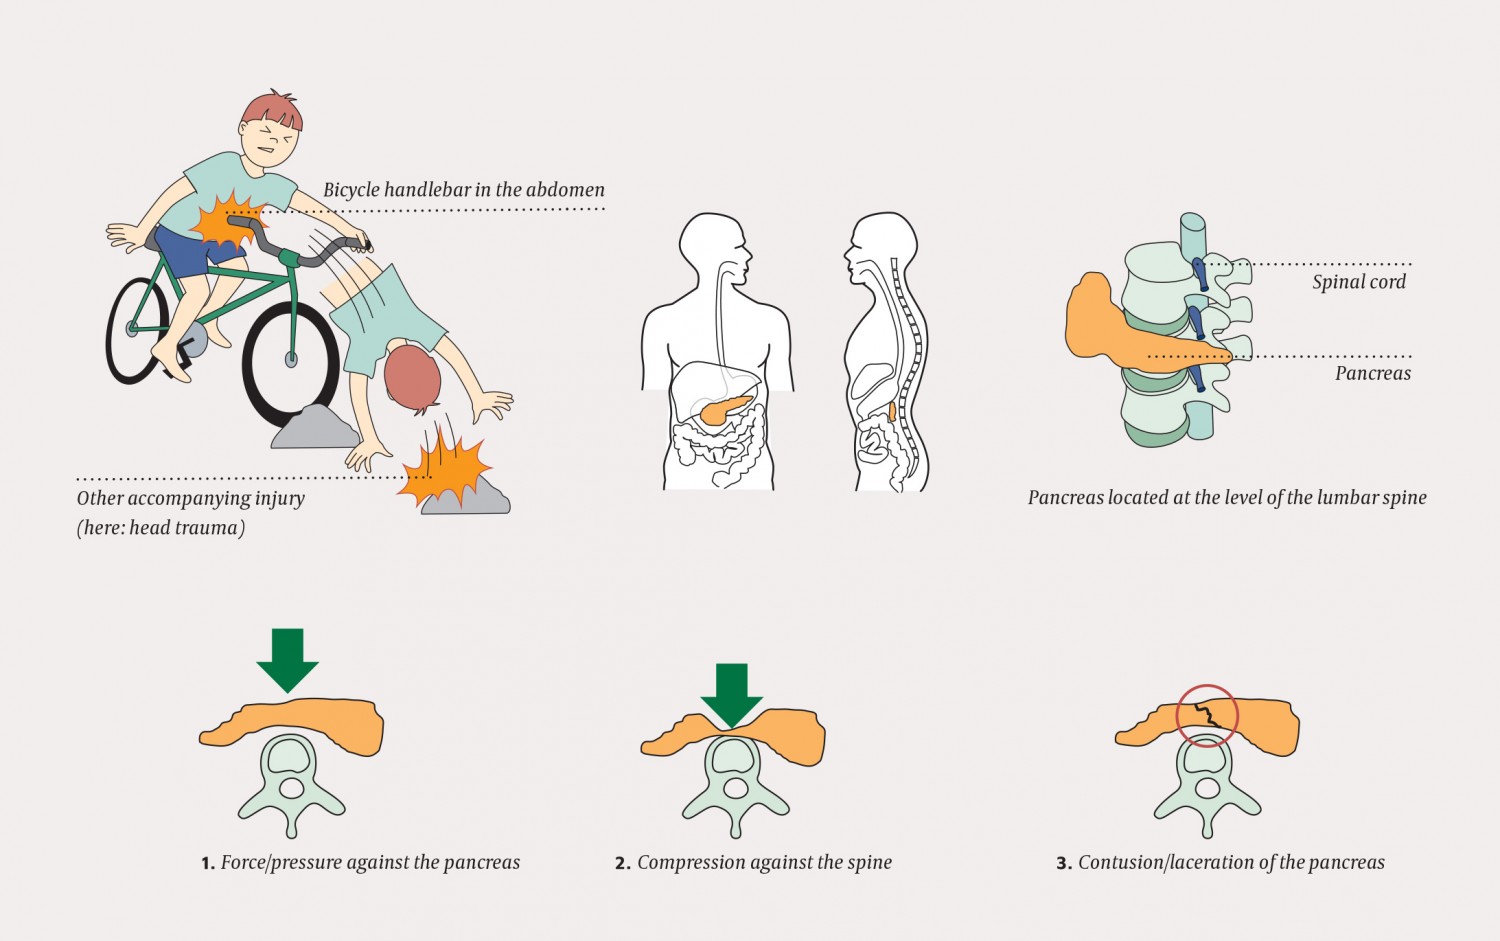 Bicycle handlebar in the abdomen
Other accompanying injury
(here: head trauma)
Spinal cord
Pancreas
Pancreas located at the level of the lumbar spine
1. Force/pressure against the pancreas
2. Compression against the spine
3. Contusion/laceration of the pancreas